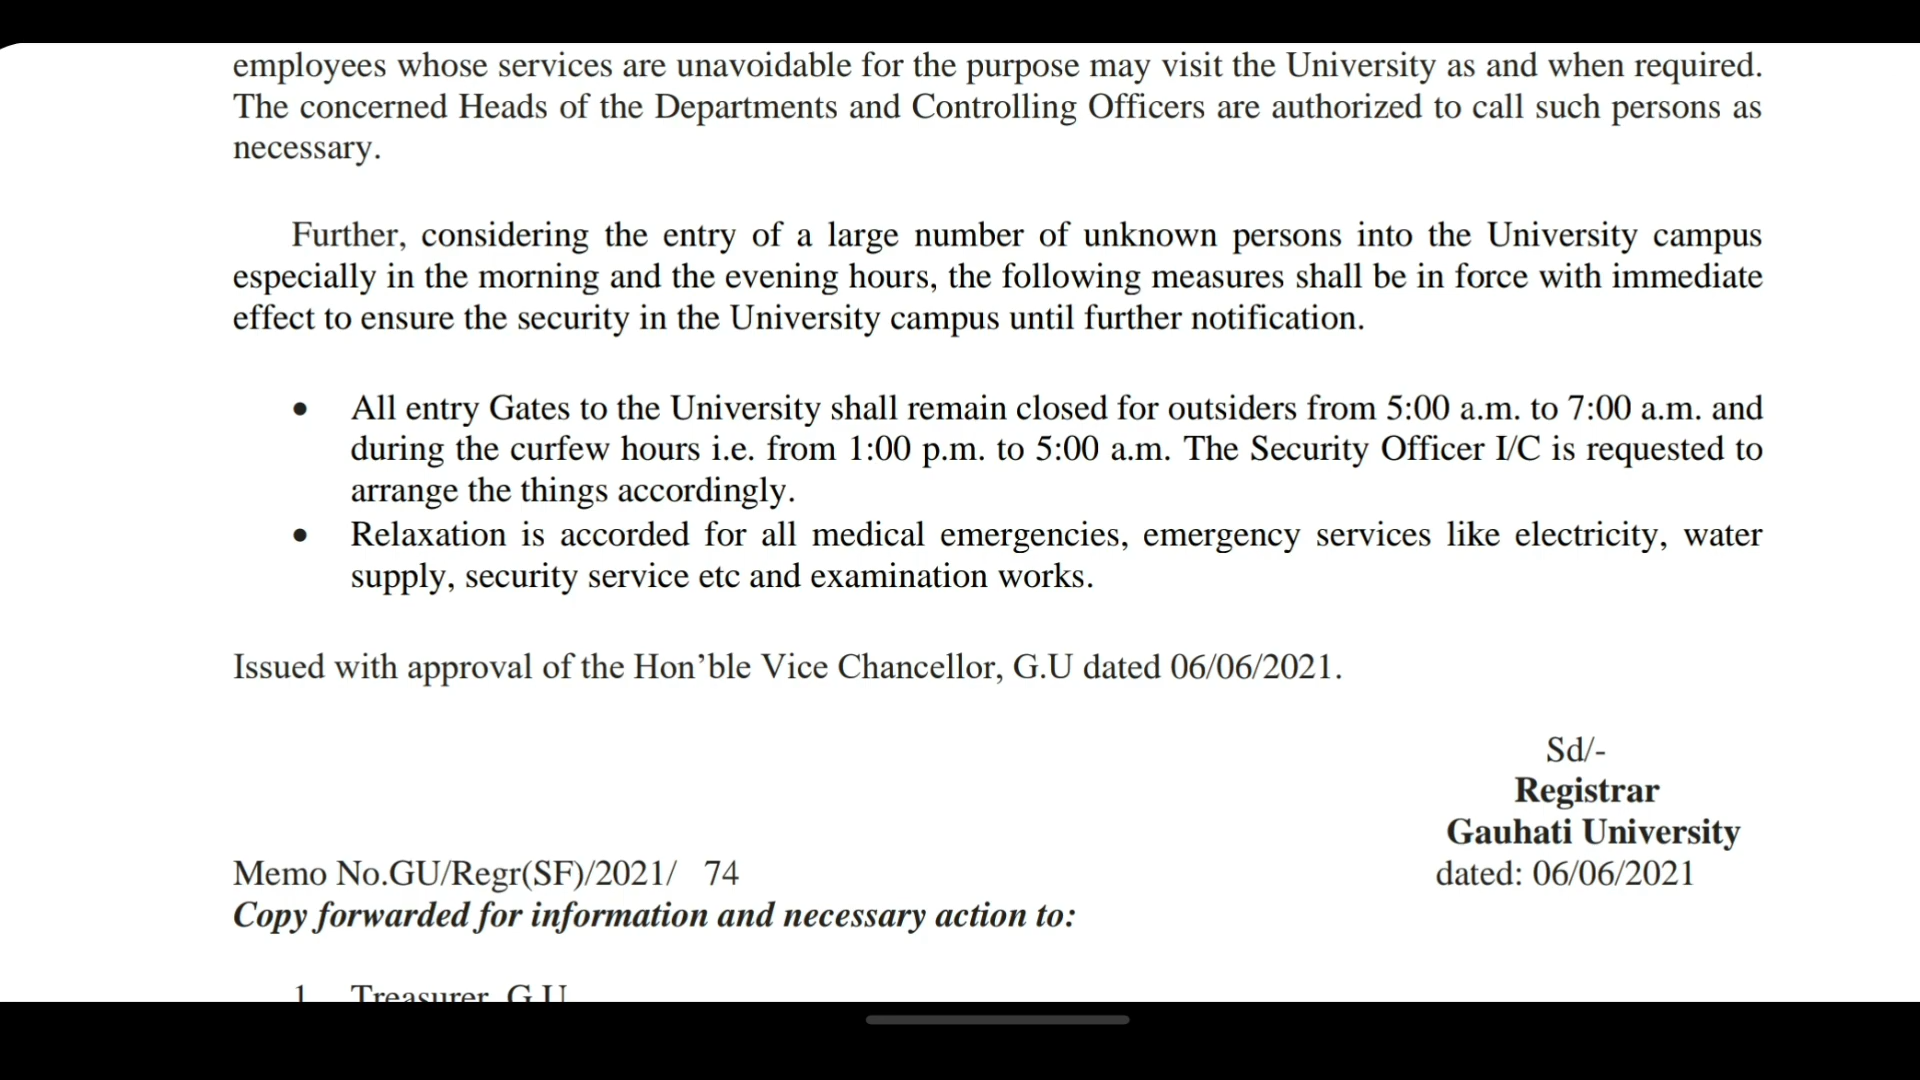 employees whose services are unavoidable for the purpose may visit the University as and when required.
The concerned Heads of the Departments and Controlling Officers are authorized to call such persons as
necessary.
Further, considering the entry of a large number of unknown persons into the University campus
especially in the morning and the evening hours, the following measures shall be in force with immediate
effect to ensure the security in the University campus until further notification.
• All entry Gates to the University shall remain closed for outsiders from 5:00 a.m. to 7:00 a.m. and
during the curfew hours i.e. from 1:00 p.m. to 5:00 a.m. The Security Officer I/C is requested to
arrange the things accordingly.
• Relaxation is accorded for all medical emergencies, emergency services like electricity, water
supply, security service etc and examination works.
Issued with approval of the Hon’ble Vice Chancellor, G.U dated 06/06/2021.
Sd/-
Registrar
Gauhati University
Memo No.GU/Regr(SF)/2021/ 74 dated: 06/06/2021
Copy forwarded for information and necessary action to:
1. Treasurer, G.U.